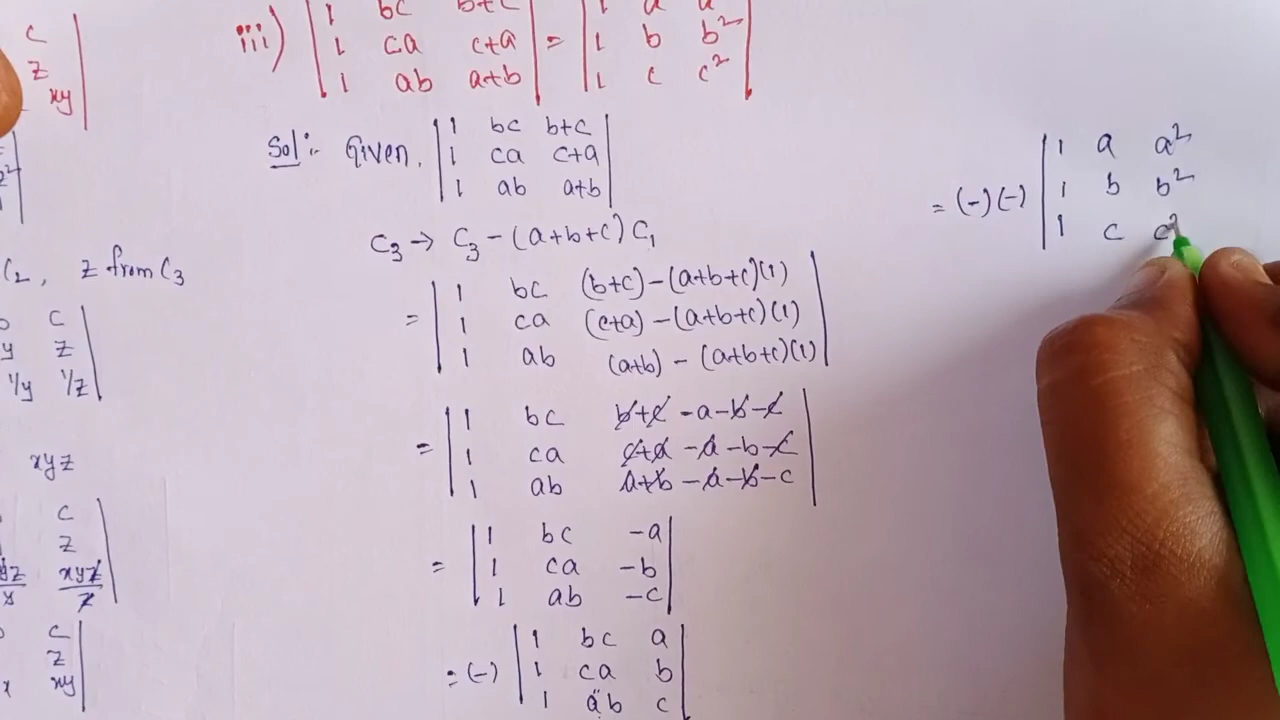 c
z
xy
iii) | 1 bc b+c | = | 1 a a |
| 1 ca c+a | | 1 b b² |
| 1 ab a+b | | 1 c c² |
Sol:- Given, | 1 bc b+c |
| 1 ca c+a |
| 1 ab a+b |
C₃ → C₃ - (a+b+c) C₁
= | 1 bc (b+c) - (a+b+c)(1) |
| 1 ca (c+a) - (a+b+c)(1) |
| 1 ab (a+b) - (a+b+c)(1) |
= | 1 bc b+c - a - b - c |
| 1 ca c+a - a - b - c |
| 1 ab a+b - a - b - c |
= | 1 bc -a |
| 1 ca -b |
| 1 ab -c |
= (-) | 1 bc a |
| 1 ca b |
| 1 ab c |
= (-) (-) | 1 a a² |
| 1 b b² |
| 1 c c² |
C₂, z from C₃
c
y z
1/y 1/z
xyz
c
z
xyz/z
c
z
x xy